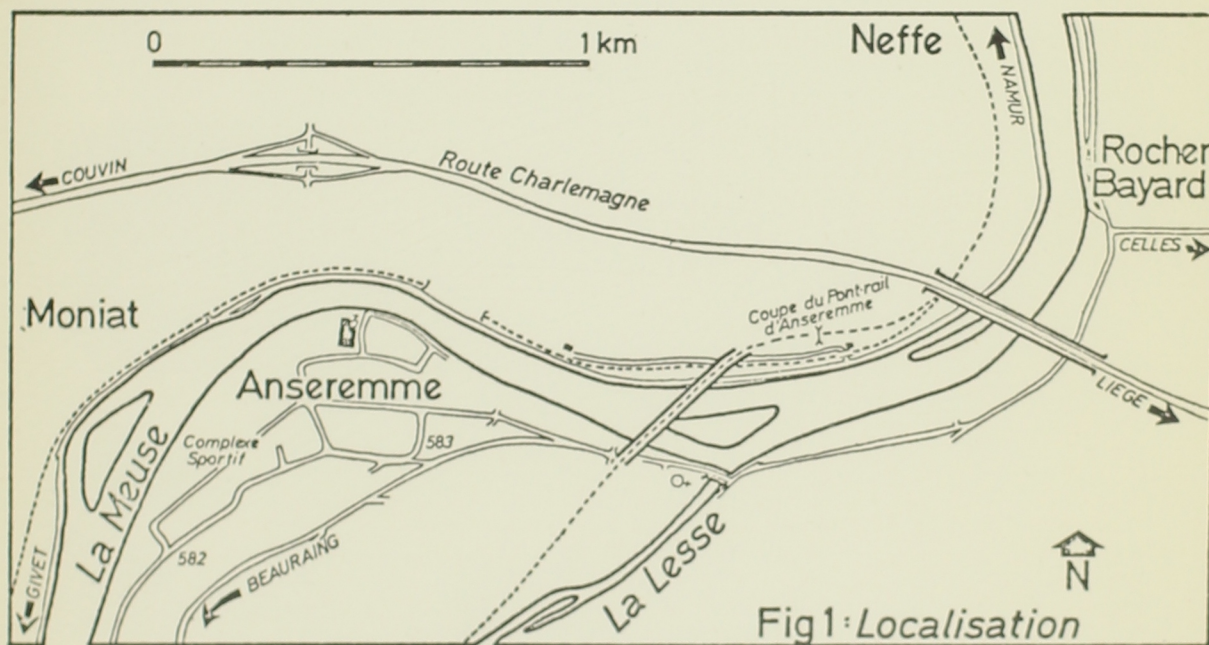 0
1 km
Neffe
NAMUR
Rocher
Bayard
COUVIN
Route Charlemagne
CELLES
Moniat
Coupe du Pont-rail
d'Anseremme
Anseremme
LIEGE
583
Complexe
Sportif
La Meuse
582
BEAURAING
La Lesse
GIVET
N
Fig 1: Localisation